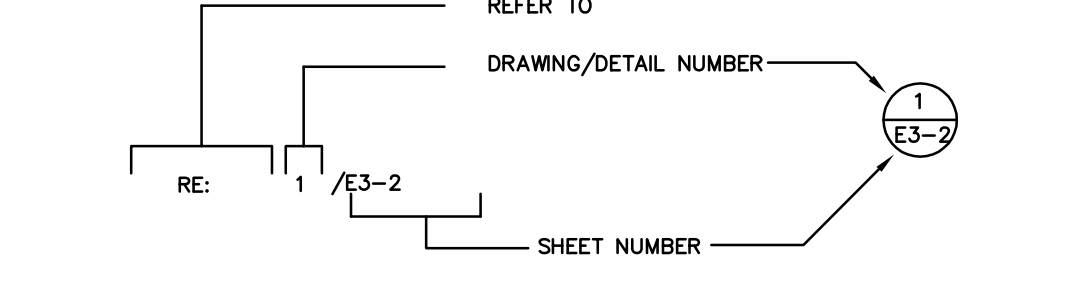 REFER TO
DRAWING/DETAIL NUMBER
1
E3-2
RE: 1 /E3-2
SHEET NUMBER